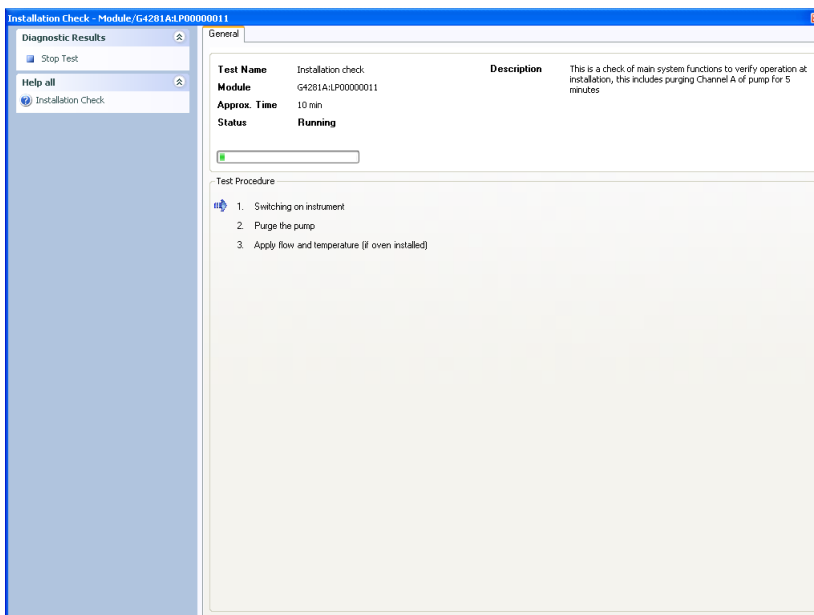 Installation Check - Module/G4281A:LP00000011
Diagnostic Results
Stop Test
Help all
Installation Check
General
Test Name Installation check
Module G4281A:LP00000011
Approx. Time 10 min
Status Running
Description This is a check of main system functions to verify operation at
installation, this includes purging Channel A of pump for 5
minutes
Test Procedure
1. Switching on instrument
2. Purge the pump
3. Apply flow and temperature (if oven installed)